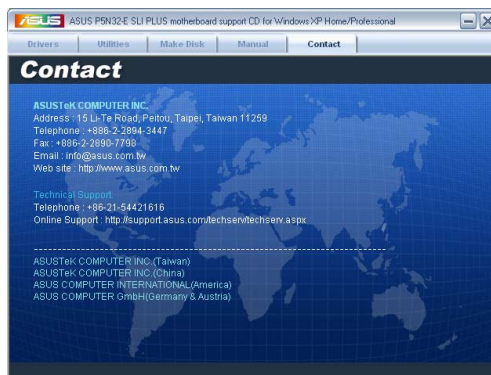 ASUS ASUS P5N32-E SLI PLUS motherboard support CD for Windows XP Home/Professional
Drivers Utilities Make Disk Manual Contact
Contact
ASUSTeK COMPUTER INC.
Address : 15 Li-Te Road, Peitou, Taipei, Taiwan 11259
Telephone : +886-2-2894-3447
Fax : +886-2-2890-7798
Email : info@asus.com.tw
Web site : http://www.asus.com.tw
Technical Support
Telephone : +86-21-54421616
Online Support : http://support.asus.com/techserv/techserv.aspx
ASUSTeK COMPUTER INC.(Taiwan)
ASUSTeK COMPUTER INC.(China)
ASUS COMPUTER INTERNATIONAL(America)
ASUS COMPUTER GmbH(Germany & Austria)